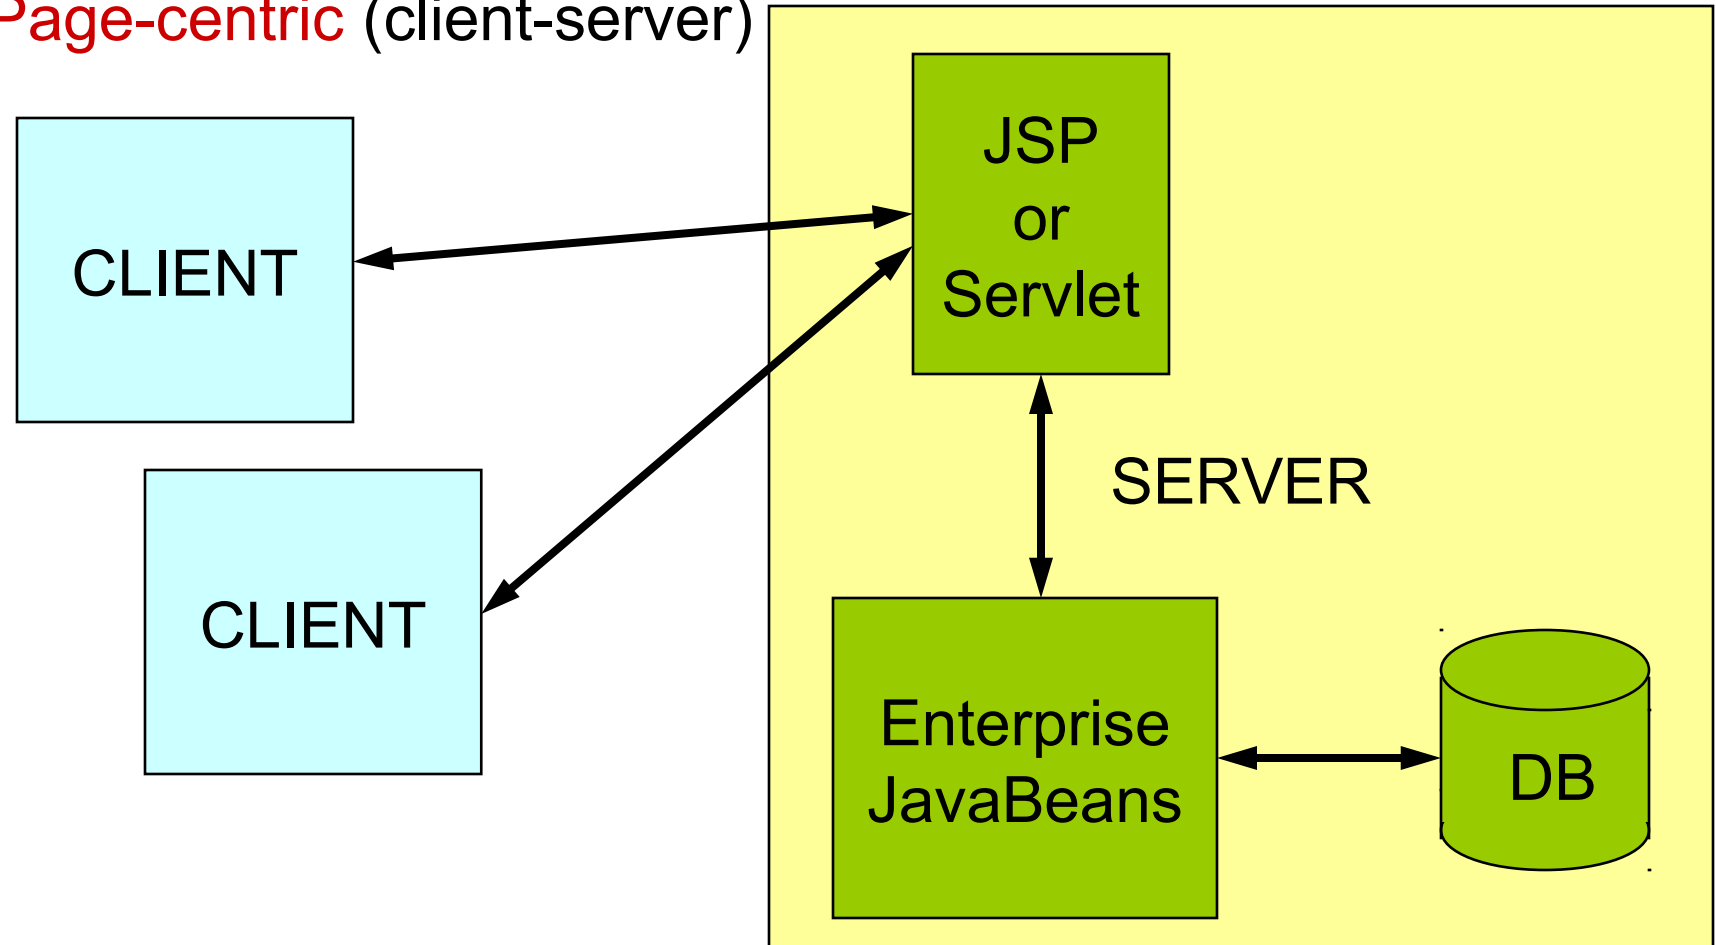 Page-centric (client-server)
JSP
or
Servlet
CLIENT
SERVER
CLIENT
Enterprise
JavaBeans
DB